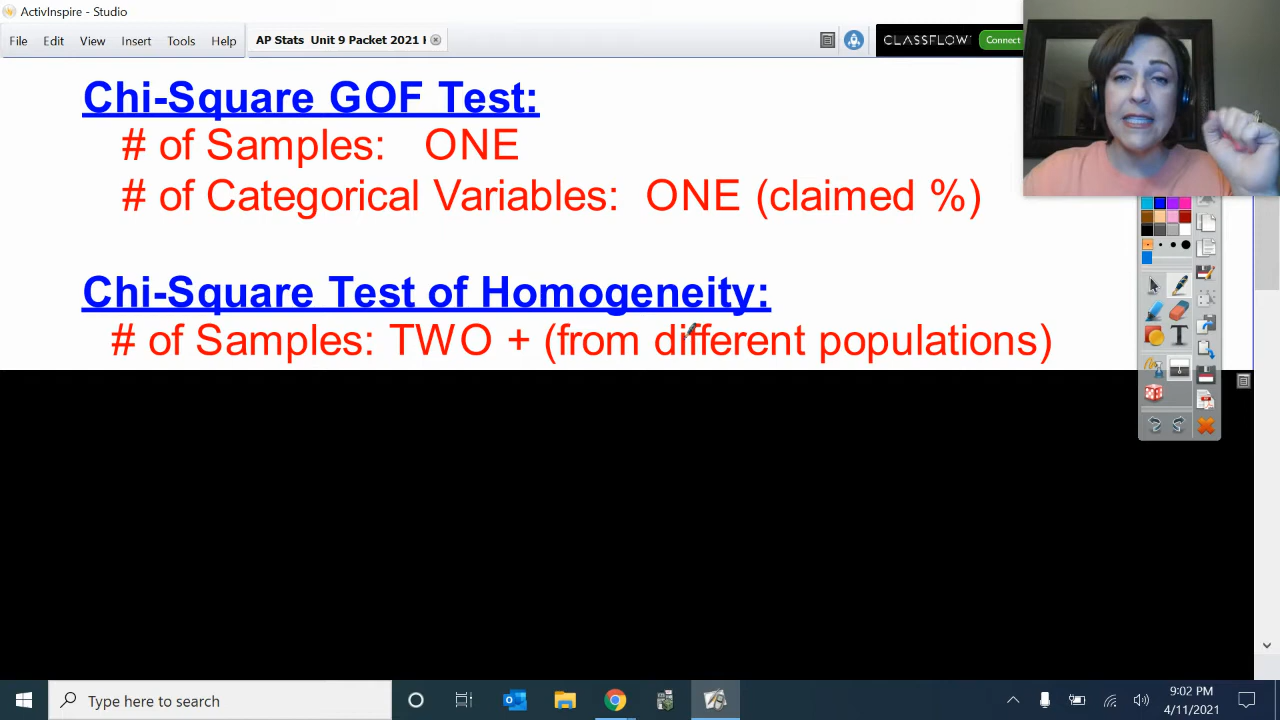 ActivInspire - Studio
File Edit View Insert Tools Help
AP Stats Unit 9 Packet 2021
CLASSFLOW Connect
Chi-Square GOF Test:
# of Samples: ONE
# of Categorical Variables: ONE (claimed %)
Chi-Square Test of Homogeneity:
# of Samples: TWO + (from different populations)
Type here to search
9:02 PM
4/11/2021